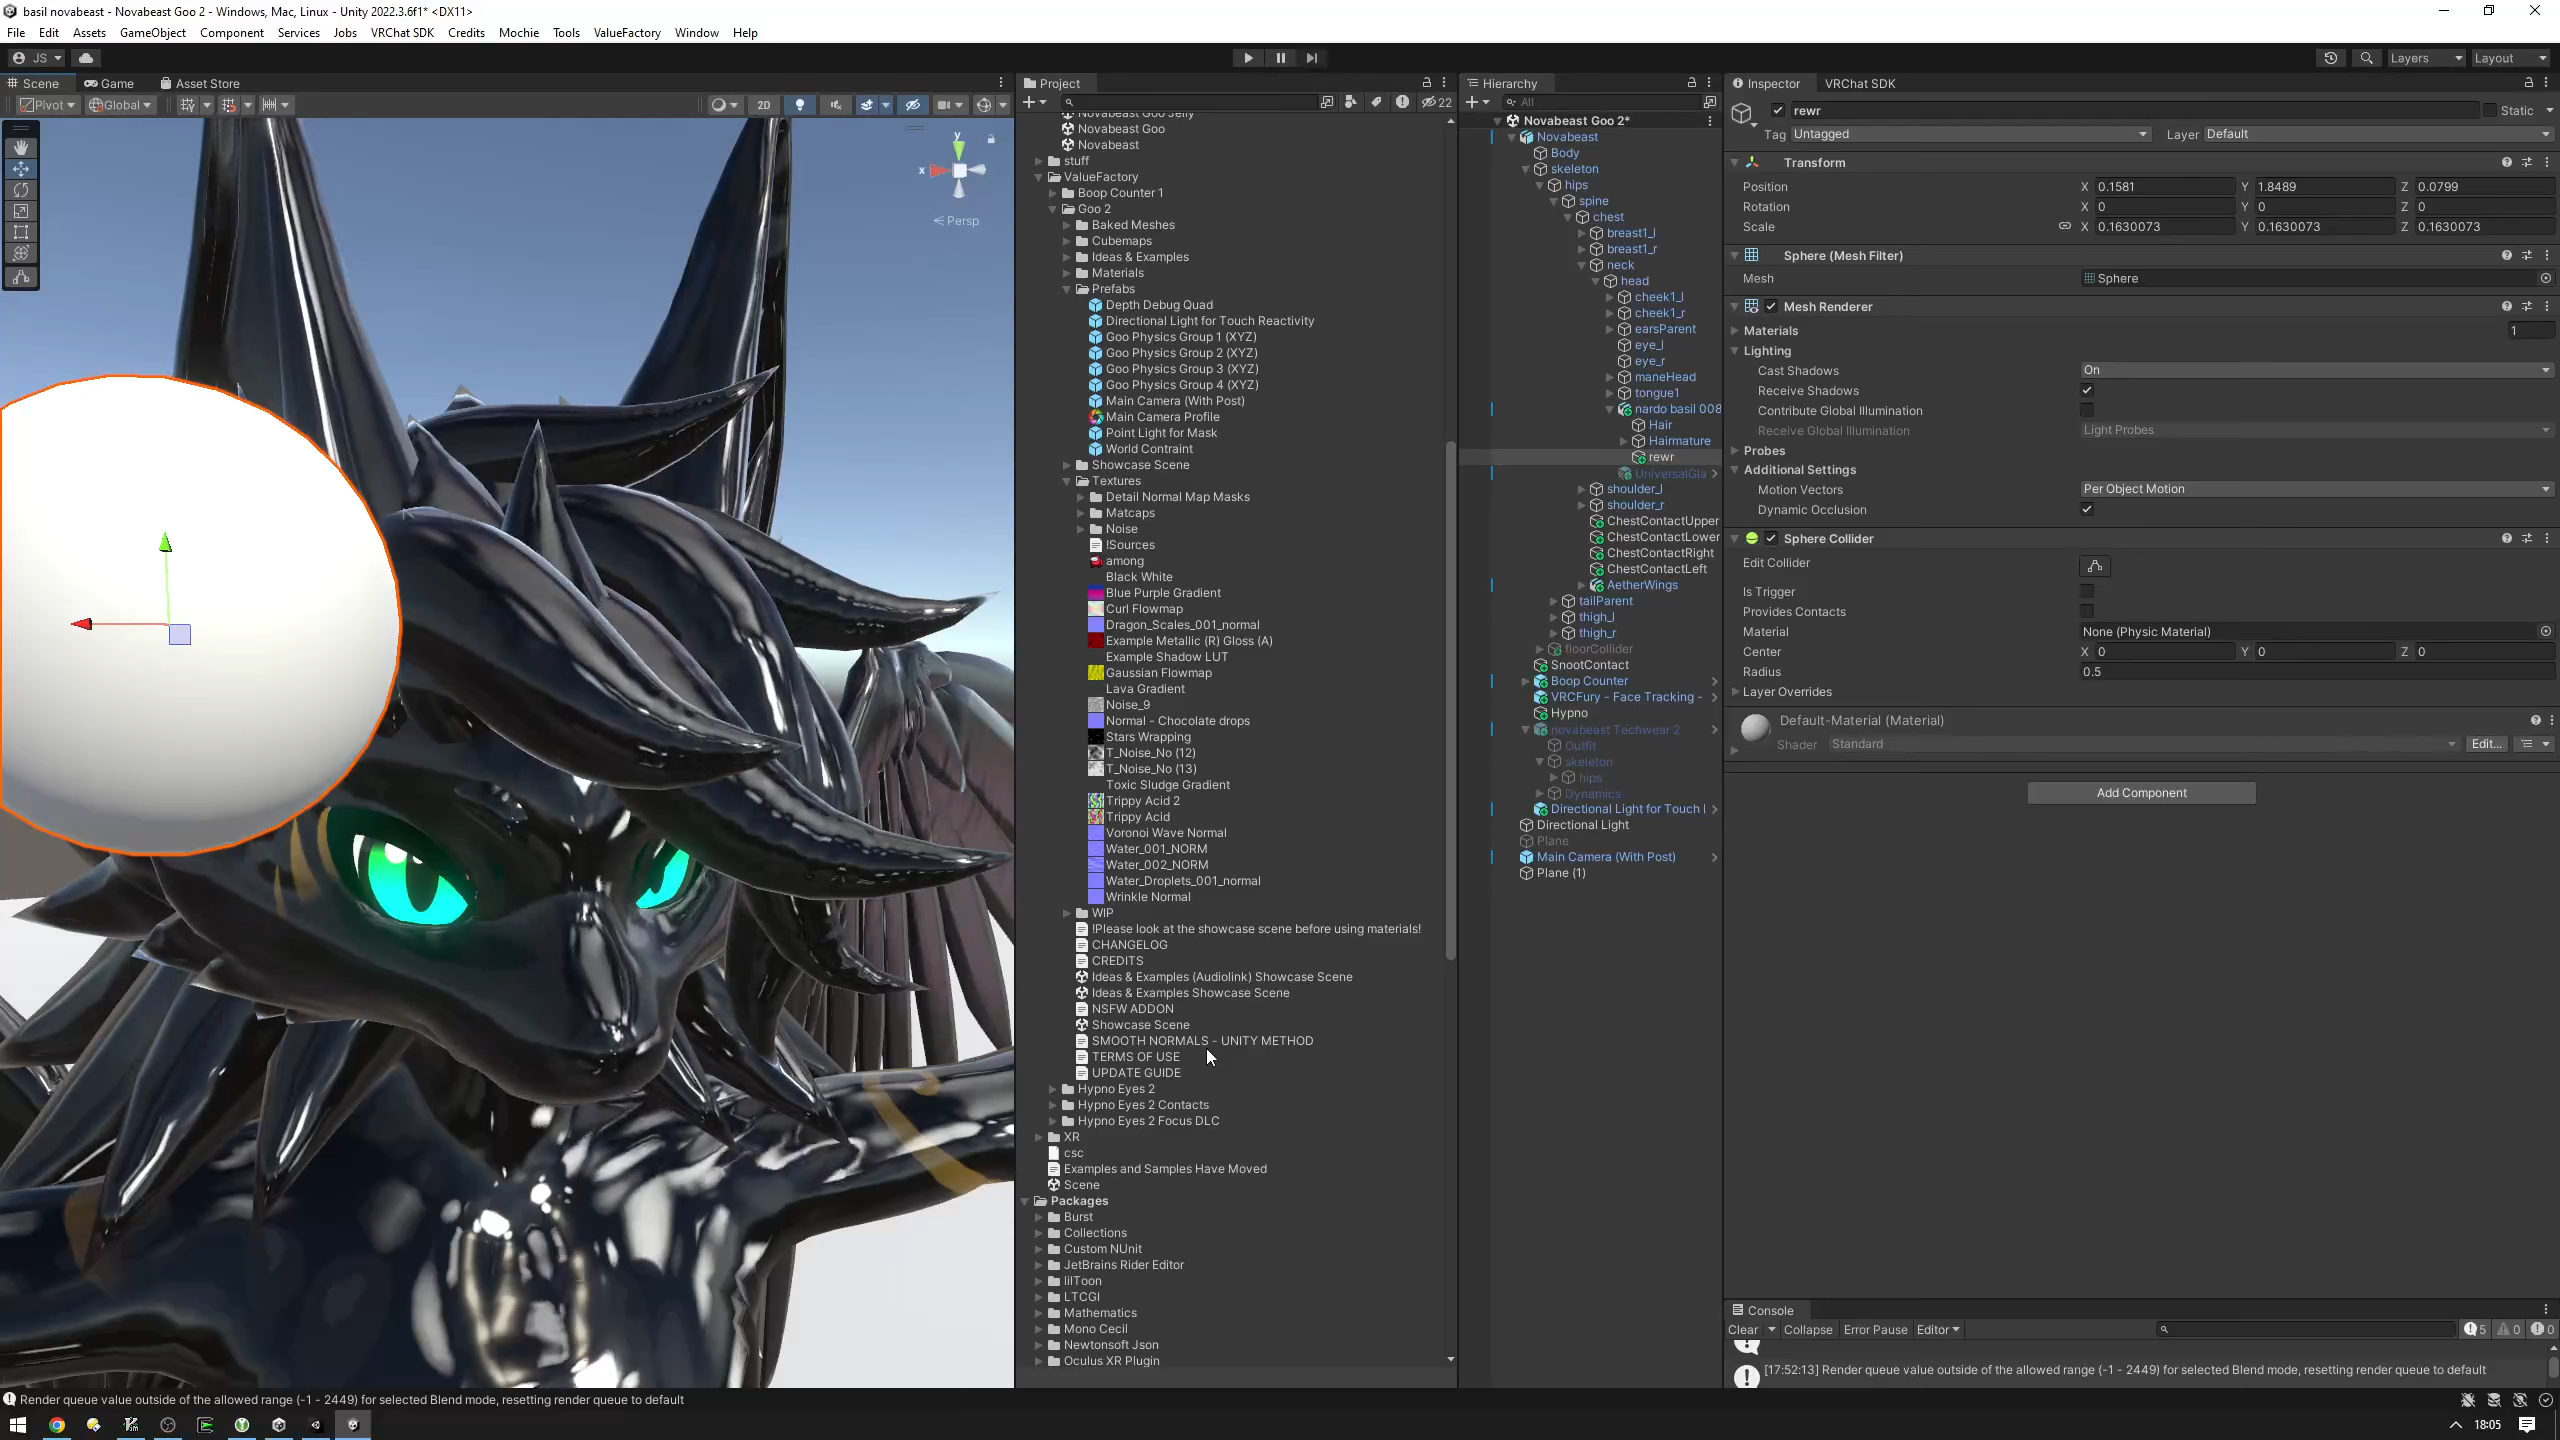 basil novabeast - Novabeast Goo 2 - Windows, Mac, Linux - Unity 2022.3.6f1* <DX11>
File Edit Assets GameObject Component Services Jobs VRChat SDK Credits Mochie Tools ValueFactory Window Help
JS
Layers Layout
Scene Game Asset Store
Pivot Global 2D
y
x
Persp
Project
22
Novabeast Goo Jelly
Novabeast Goo
Novabeast
stuff
ValueFactory
Boop Counter 1
Goo 2
Baked Meshes
Cubemaps
Ideas & Examples
Materials
Prefabs
Depth Debug Quad
Directional Light for Touch Reactivity
Goo Physics Group 1 (XYZ)
Goo Physics Group 2 (XYZ)
Goo Physics Group 3 (XYZ)
Goo Physics Group 4 (XYZ)
Main Camera (With Post)
Main Camera Profile
Point Light for Mask
World Contraint
Showcase Scene
Textures
Detail Normal Map Masks
Matcaps
Noise
!Sources
among
Black White
Blue Purple Gradient
Curl Flowmap
Dragon_Scales_001_normal
Example Metallic (R) Gloss (A)
Example Shadow LUT
Gaussian Flowmap
Lava Gradient
Noise_9
Normal - Chocolate drops
Stars Wrapping
T_Noise_No (12)
T_Noise_No (13)
Toxic Sludge Gradient
Trippy Acid 2
Trippy Acid
Voronoi Wave Normal
Water_001_NORM
Water_002_NORM
Water_Droplets_001_normal
Wrinkle Normal
WIP
!Please look at the showcase scene before using materials!
CHANGELOG
CREDITS
Ideas & Examples (Audiolink) Showcase Scene
Ideas & Examples Showcase Scene
NSFW ADDON
Showcase Scene
SMOOTH NORMALS - UNITY METHOD
TERMS OF USE
UPDATE GUIDE
Hypno Eyes 2
Hypno Eyes 2 Contacts
Hypno Eyes 2 Focus DLC
XR
csc
Examples and Samples Have Moved
Scene
Packages
Burst
Collections
Custom NUnit
JetBrains Rider Editor
lilToon
LTCGI
Mathematics
Mono Cecil
Newtonsoft Json
Oculus XR Plugin
Hierarchy
All
Novabeast Goo 2*
Novabeast
Body
skeleton
hips
spine
chest
breast1_l
breast1_r
neck
head
cheek1_l
cheek1_r
earsParent
eye_l
eye_r
maneHead
tongue1
nardo basil 008
Hair
Hairmature
rewr
UniversalGla
shoulder_l
shoulder_r
ChestContactUpper
ChestContactLower
ChestContactRight
ChestContactLeft
AetherWings
tailParent
thigh_l
thigh_r
floorCollider
SnootContact
Boop Counter
VRCFury - Face Tracking -
Hypno
novabeast Techwear 2
Outfit
skeleton
hips
Dynamics
Directional Light for Touch I
Directional Light
Plane
Main Camera (With Post)
Plane (1)
Inspector VRChat SDK
rewr Static
Tag Untagged Layer Default
Transform
Position X 0.1581 Y 1.8489 Z 0.0799
Rotation X 0 Y 0 Z 0
Scale X 0.1630073 Y 0.1630073 Z 0.1630073
Sphere (Mesh Filter)
Mesh Sphere
Mesh Renderer
Materials 1
Lighting
Cast Shadows On
Receive Shadows
Contribute Global Illumination
Receive Global Illumination Light Probes
Probes
Additional Settings
Motion Vectors Per Object Motion
Dynamic Occlusion
Sphere Collider
Edit Collider
Is Trigger
Provides Contacts
Material None (Physic Material)
Center X 0 Y 0 Z 0
Radius 0.5
Layer Overrides
Default-Material (Material)
Shader Standard Edit...
Add Component
Console
Clear Collapse Error Pause Editor 5 0 0
[17:52:13] Render queue value outside of the allowed range (-1 - 2449) for selected Blend mode, resetting render queue to default
Render queue value outside of the allowed range (-1 - 2449) for selected Blend mode, resetting render queue to default
18:05